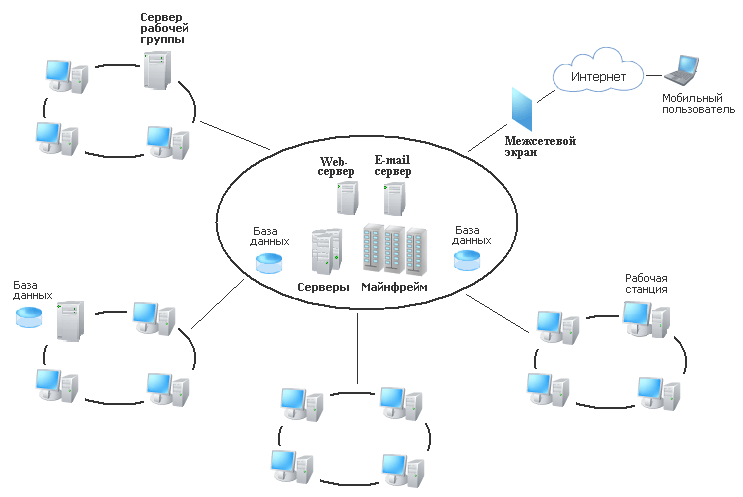 Сервер
рабочей
группы
Интернет
Мобильный
пользователь
Межсетевой
экран
Web-
сервер
E-mail
сервер
База
данных
База
данных
Серверы
Майнфрейм
База
данных
Рабочая
станция